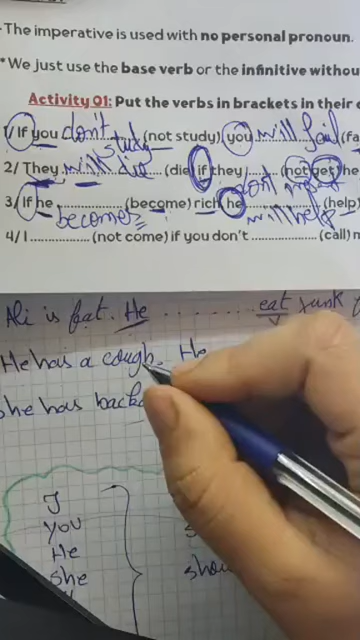 - The imperative is used with no personal pronoun.
* We just use the base verb or the infinitive withou
Activity 01: Put the verbs in brackets in their
1/ If you don't study (not study) you will fail (fa
2/ They will die (die) if they don't (not get) he
3/ If he becomes (become) rich he will help (help)
4/ I (not come) if you don't (call) m
Ali is fat. He eat junk f
He has a cough. He
She has back
I
you
He
she
shou